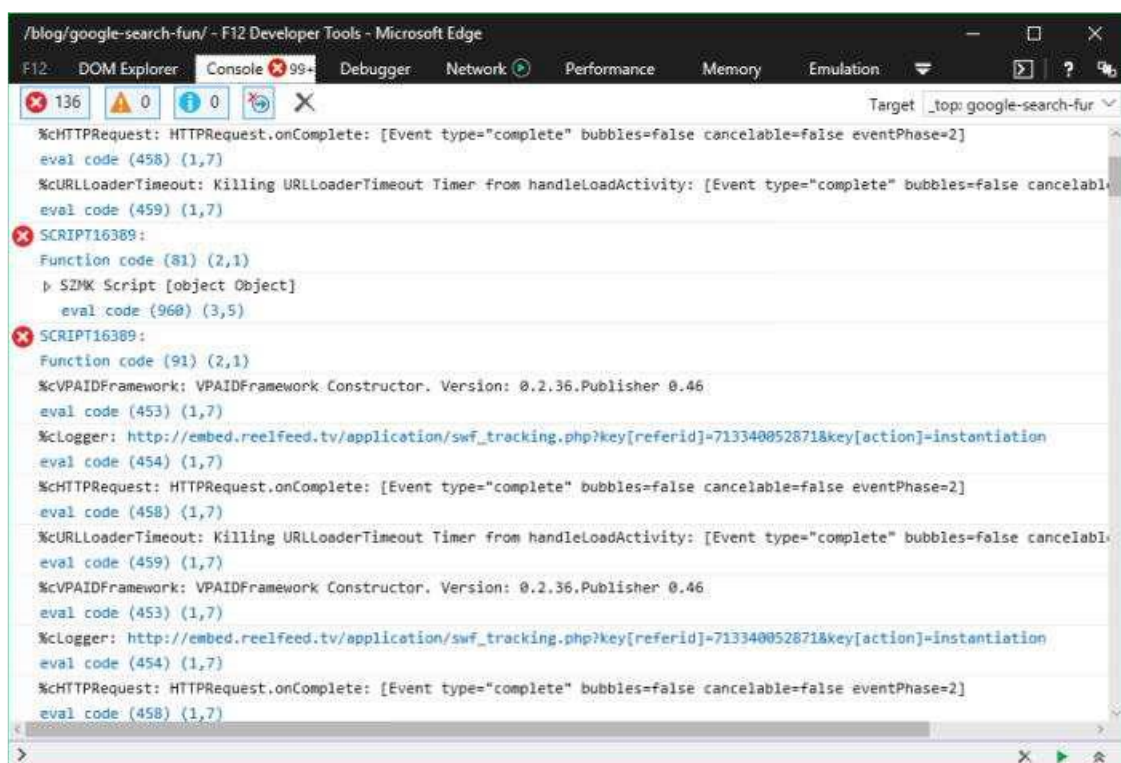 /blog/google-search-fun/ - F12 Developer Tools - Microsoft Edge
F12 DOM Explorer Console 99+ Debugger Network Performance Memory Emulation ?
136 0 0 Target _top: google-search-fur
%cHTTPRequest: HTTPRequest.onComplete: [Event type="complete" bubbles=false cancelable=false eventPhase=2]
eval code (458) (1,7)
%cURLLoaderTimeout: Killing URLLoaderTimeout Timer from handleLoadActivity: [Event type="complete" bubbles=false cancelabl
eval code (459) (1,7)
SCRIPT16389:
Function code (81) (2,1)
SZMK Script [object Object]
eval code (960) (3,5)
SCRIPT16389:
Function code (91) (2,1)
%cVPAIDFramework: VPAIDFramework Constructor. Version: 0.2.36.Publisher 0.46
eval code (453) (1,7)
%cLogger: http://embed.reelfeed.tv/application/swf_tracking.php?key[referid]=713340052871&key[action]=instantiation
eval code (454) (1,7)
%cHTTPRequest: HTTPRequest.onComplete: [Event type="complete" bubbles=false cancelable=false eventPhase=2]
eval code (458) (1,7)
%cURLLoaderTimeout: Killing URLLoaderTimeout Timer from handleLoadActivity: [Event type="complete" bubbles=false cancelabl
eval code (459) (1,7)
%cVPAIDFramework: VPAIDFramework Constructor. Version: 0.2.36.Publisher 0.46
eval code (453) (1,7)
%cLogger: http://embed.reelfeed.tv/application/swf_tracking.php?key[referid]=713340052871&key[action]=instantiation
eval code (454) (1,7)
%cHTTPRequest: HTTPRequest.onComplete: [Event type="complete" bubbles=false cancelable=false eventPhase=2]
eval code (458) (1,7)